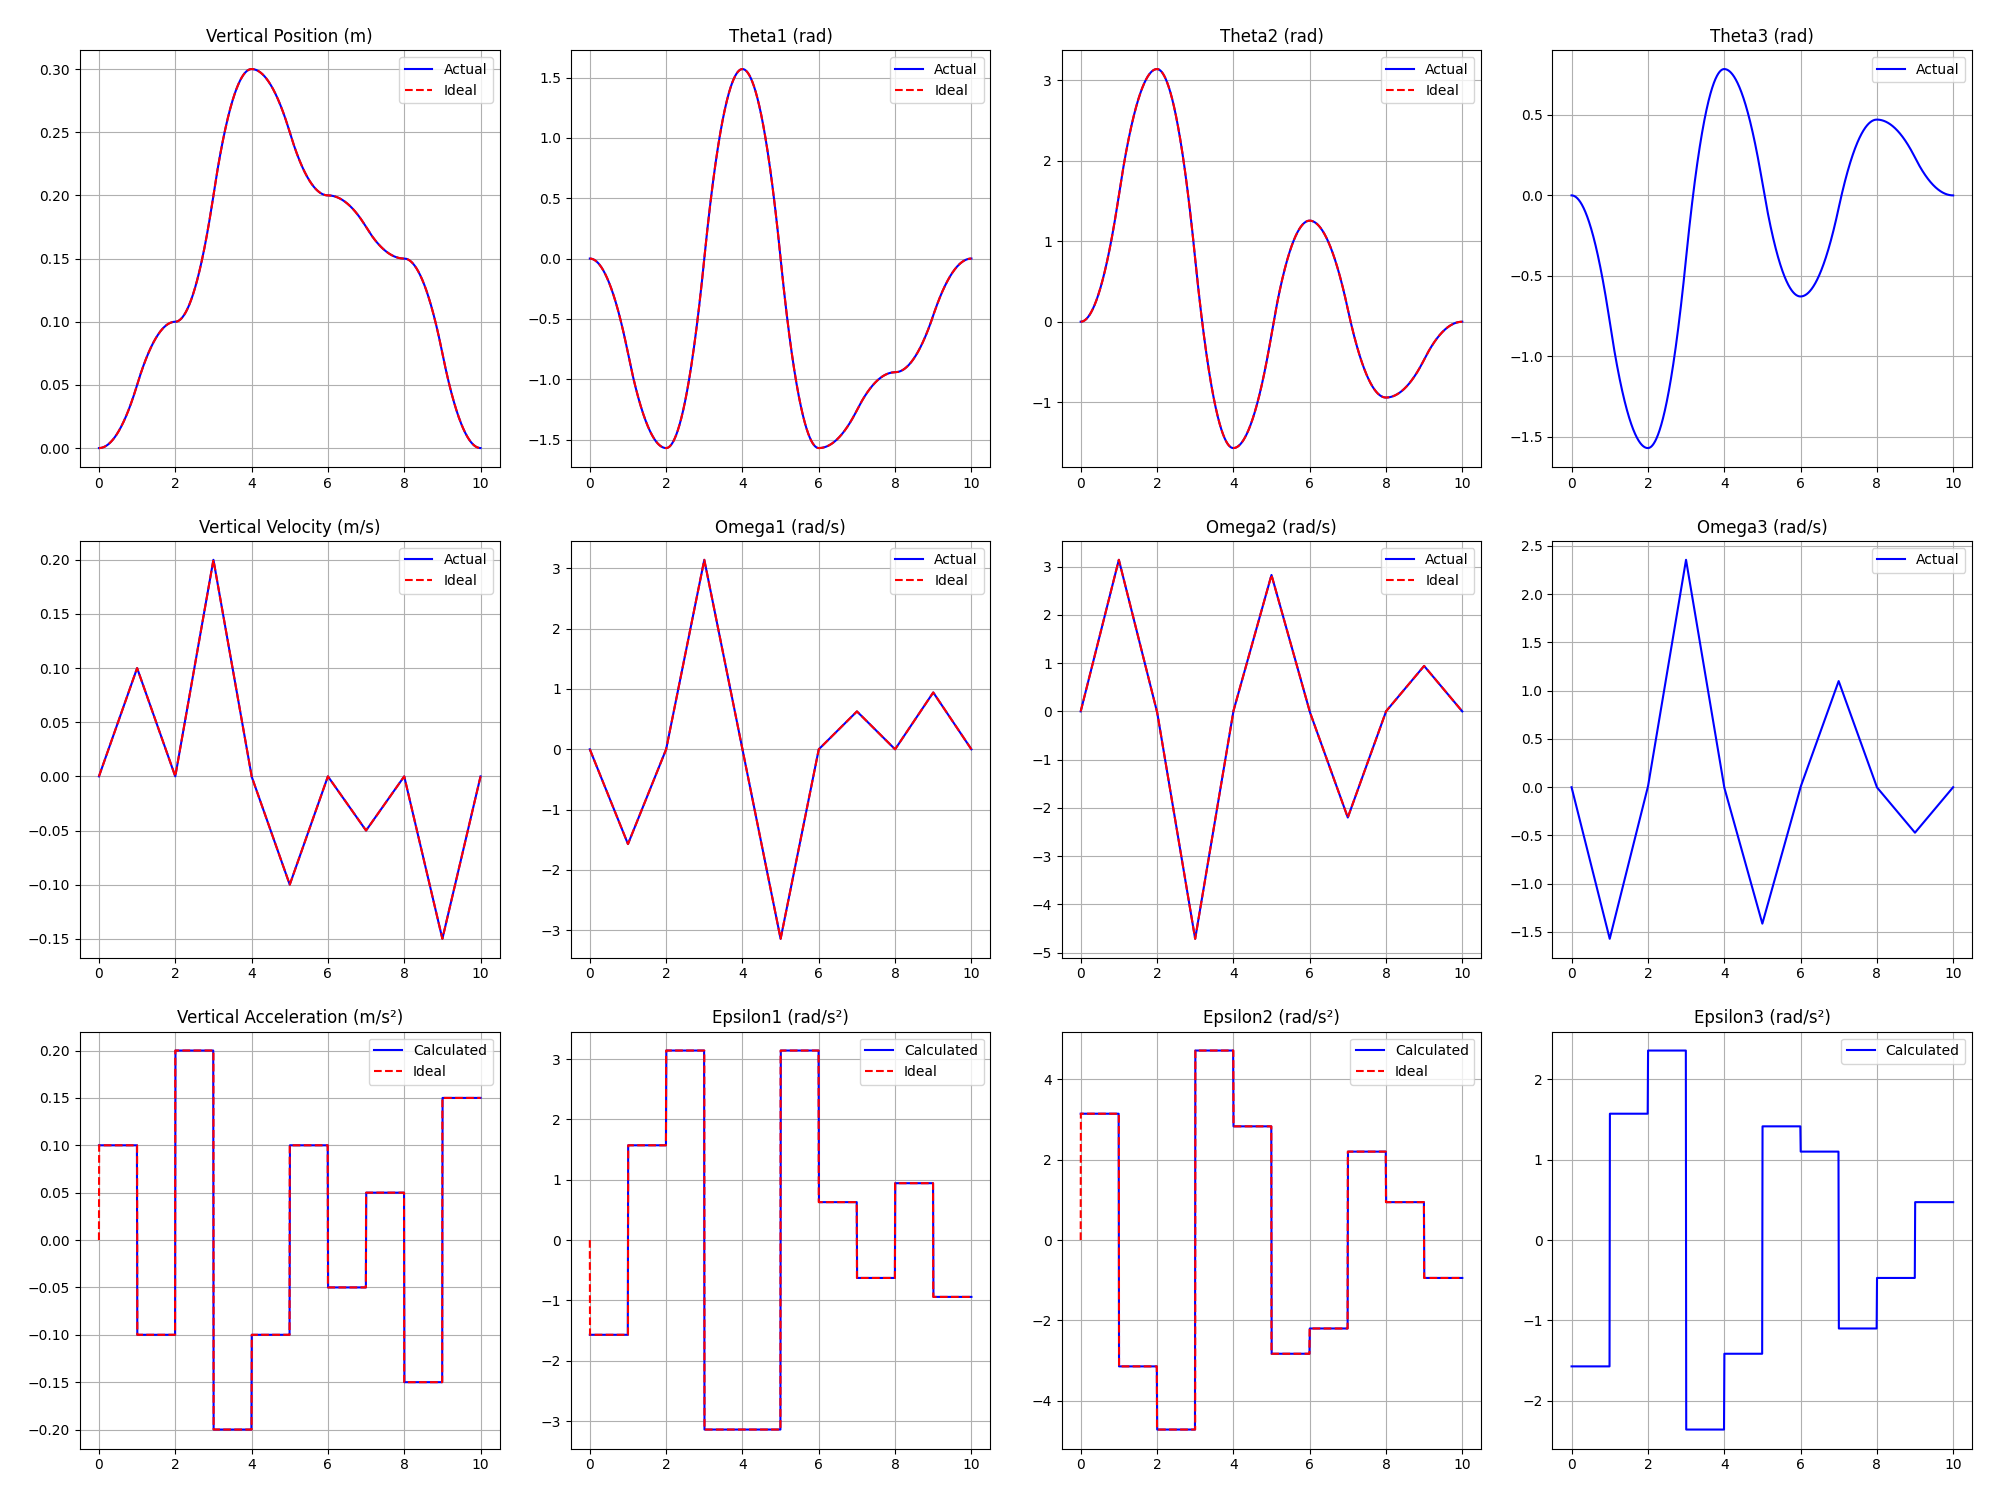 Vertical Position (m)
Actual
Ideal
0.30
0.25
0.20
0.15
0.10
0.05
0.00
0 2 4 6 8 10
Theta1 (rad)
Actual
Ideal
1.5
1.0
0.5
0.0
−0.5
−1.0
−1.5
0 2 4 6 8 10
Theta2 (rad)
Actual
Ideal
3
2
1
0
−1
0 2 4 6 8 10
Theta3 (rad)
Actual
0.5
0.0
−0.5
−1.0
−1.5
0 2 4 6 8 10
Vertical Velocity (m/s)
Actual
Ideal
0.20
0.15
0.10
0.05
0.00
−0.05
−0.10
−0.15
0 2 4 6 8 10
Omega1 (rad/s)
Actual
Ideal
3
2
1
0
−1
−2
−3
0 2 4 6 8 10
Omega2 (rad/s)
Actual
Ideal
3
2
1
0
−1
−2
−3
−4
−5
0 2 4 6 8 10
Omega3 (rad/s)
Actual
2.5
2.0
1.5
1.0
0.5
0.0
−0.5
−1.0
−1.5
0 2 4 6 8 10
Vertical Acceleration (m/s²)
Calculated
Ideal
0.20
0.15
0.10
0.05
0.00
−0.05
−0.10
−0.15
−0.20
0 2 4 6 8 10
Epsilon1 (rad/s²)
Calculated
Ideal
3
2
1
0
−1
−2
−3
0 2 4 6 8 10
Epsilon2 (rad/s²)
Calculated
Ideal
4
2
0
−2
−4
0 2 4 6 8 10
Epsilon3 (rad/s²)
Calculated
2
1
0
−1
−2
0 2 4 6 8 10